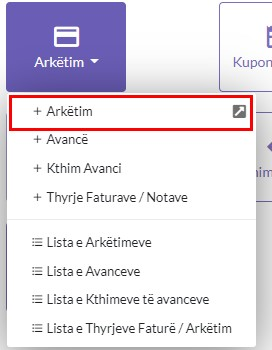 Arkëtim
Kupon
+ Arkëtim
+ Avancë
+ Kthim Avanci
+ Thyrje Faturave / Notave
Lista e Arkëtimeve
Lista e Avanceve
Lista e Kthimeve të avanceve
Lista e Thyrjeve Faturë / Arkëtim